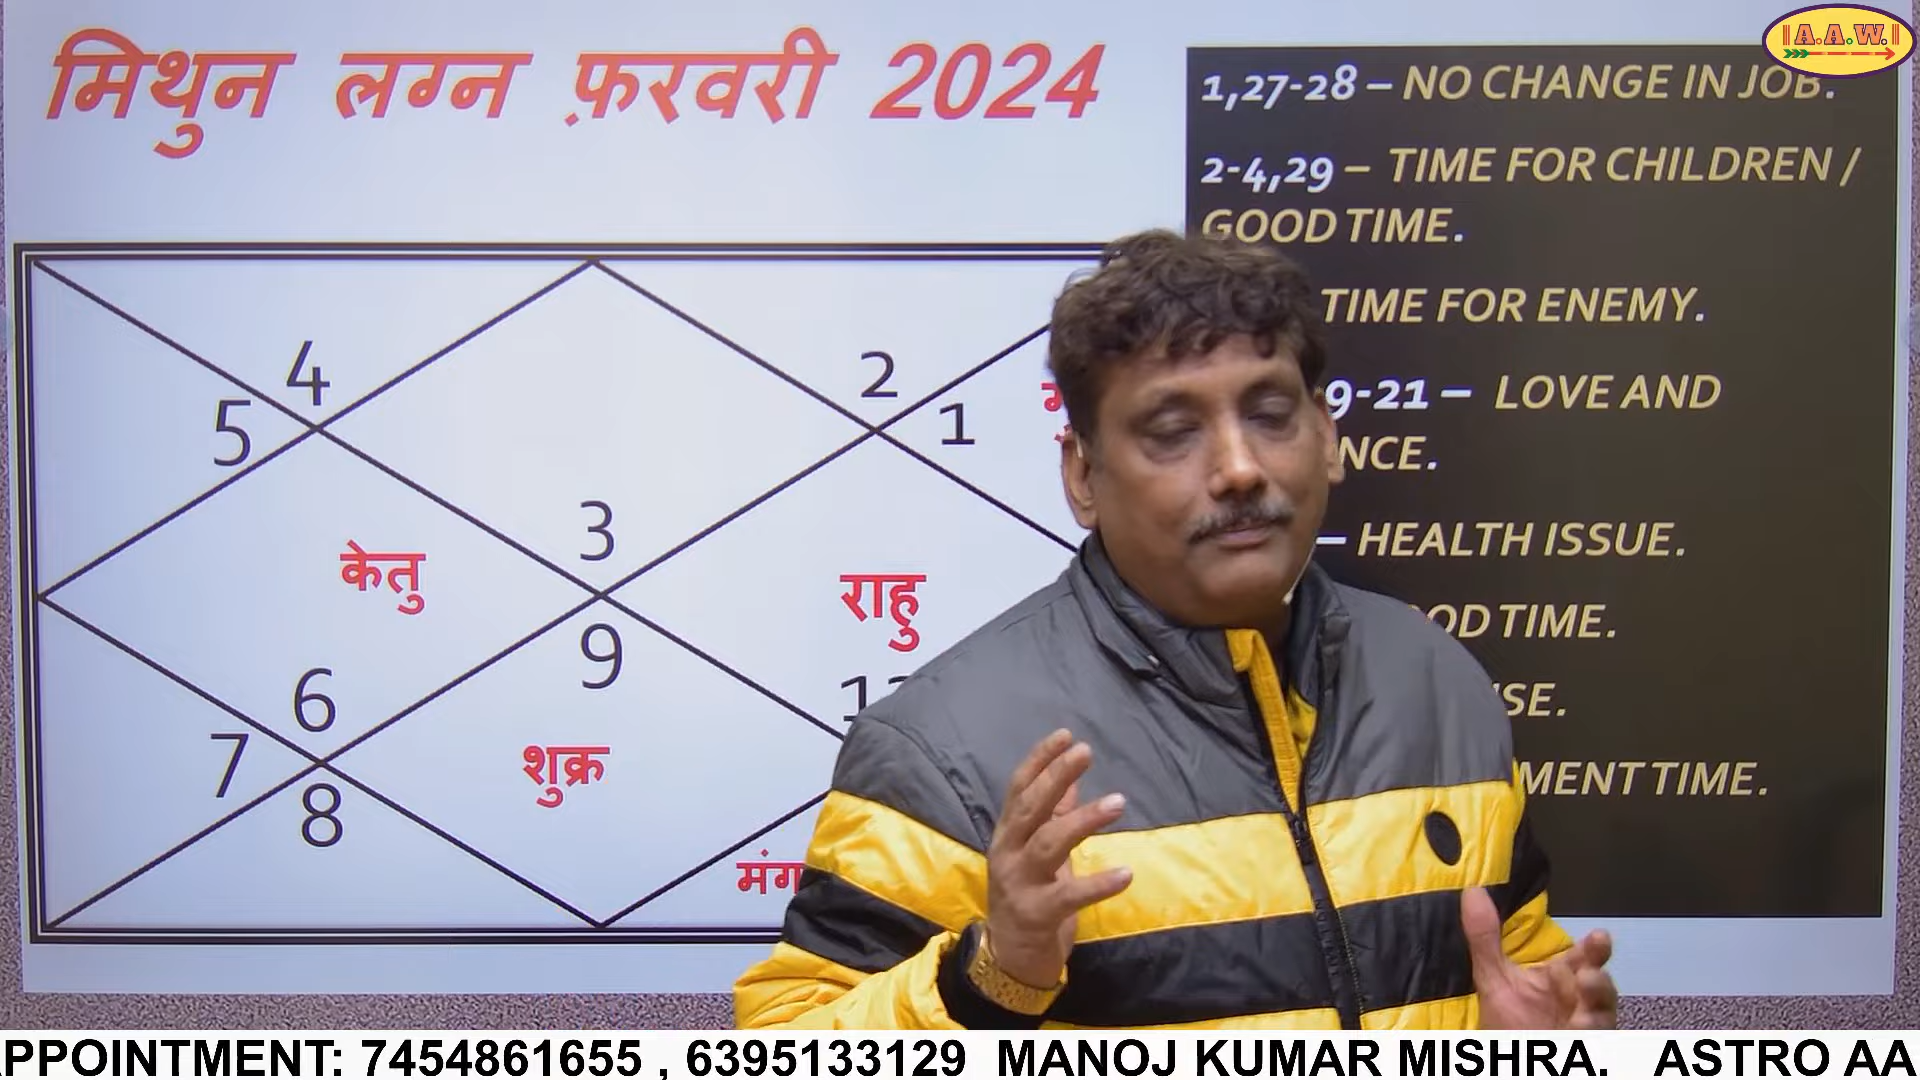 मिथुन लग्न फ़रवरी 2024
A.A.W.
1,27-28 – NO CHANGE IN JOB.
2-4,29 – TIME FOR CHILDREN /
GOOD TIME.
TIME FOR ENEMY.
9-21 – LOVE AND
NCE.
– HEALTH ISSUE.
OD TIME.
SE.
MENT TIME.
4
5
2
1
3
केतु
राहु
9
6
7
8
शुक्र
PPOINTMENT: 7454861655 , 6395133129 MANOJ KUMAR MISHRA. ASTRO AA